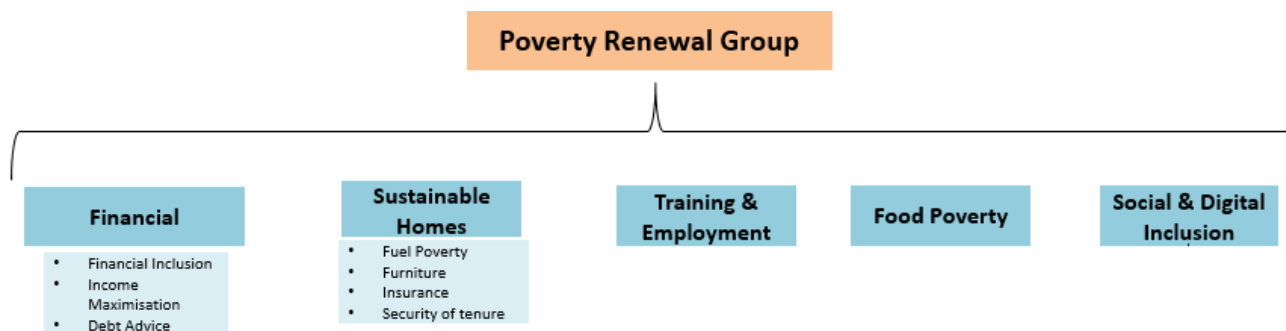 Poverty Renewal Group
Financial
Sustainable
Homes
Training &
Employment
Food Poverty
Social & Digital
Inclusion
• Financial Inclusion
• Income
Maximisation
• Debt Advice
• Fuel Poverty
• Furniture
• Insurance
• Security of tenure